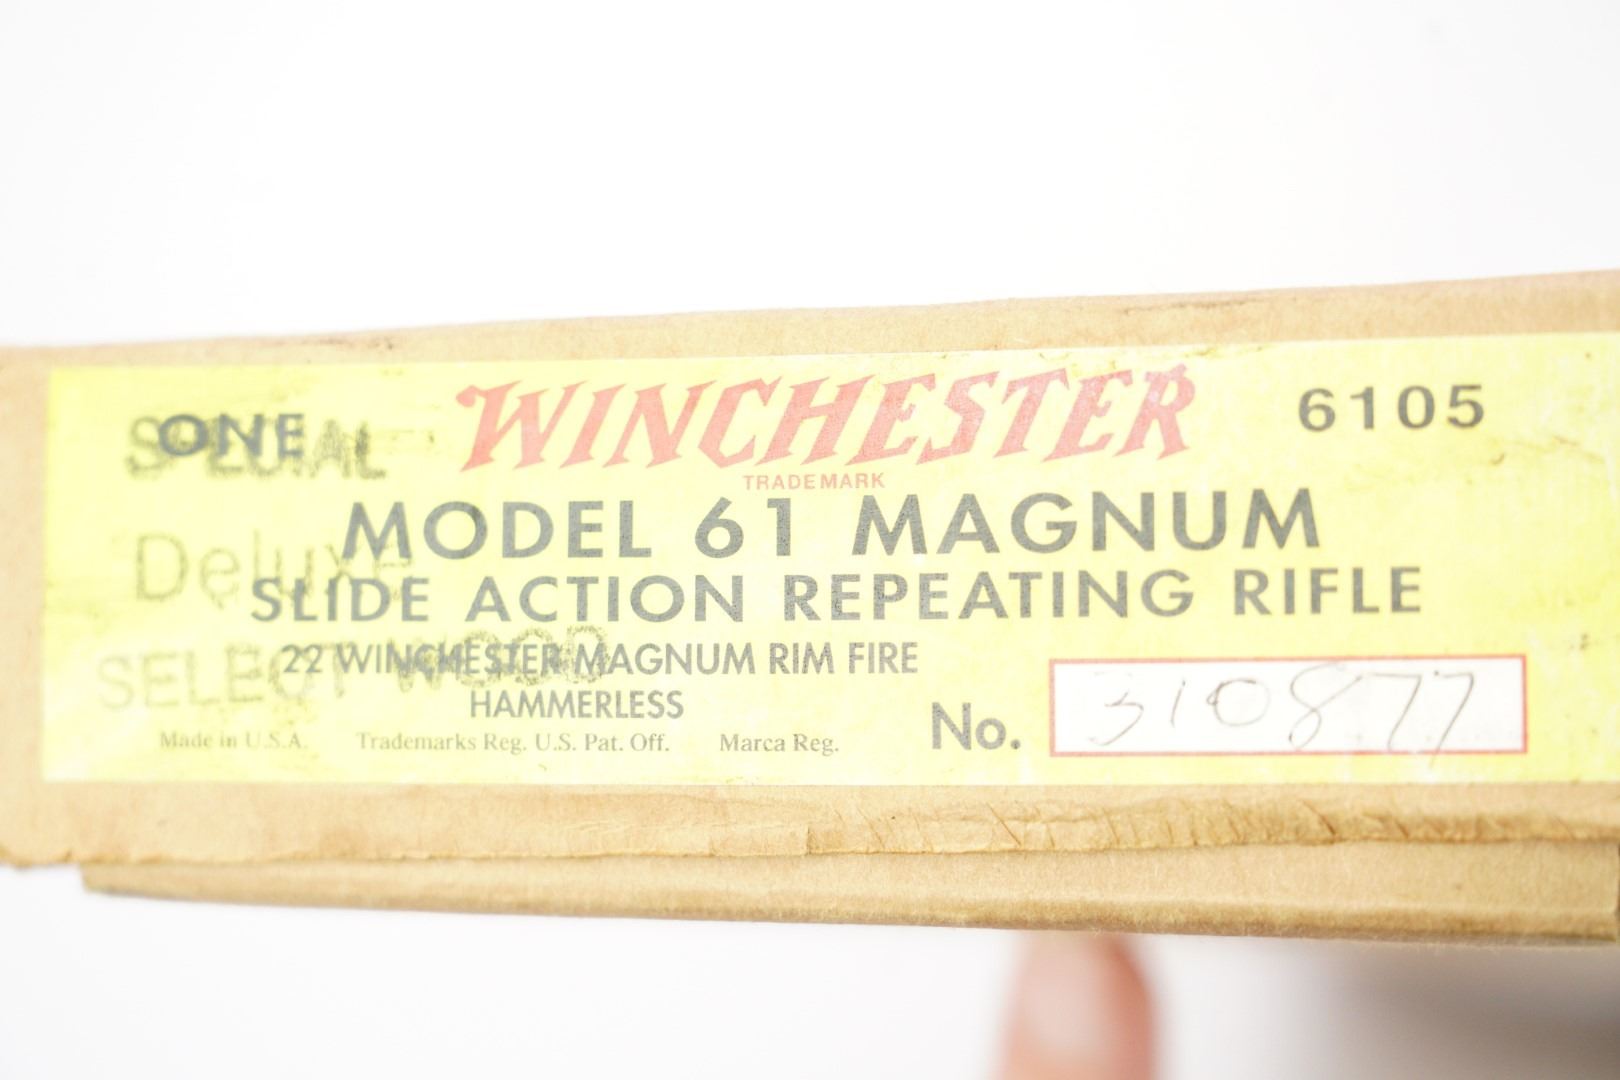 ONE WINCHESTER 6105
SPECIAL
TRADEMARK
MODEL 61 MAGNUM
Deluxe
SLIDE ACTION REPEATING RIFLE
22 WINCHESTER MAGNUM RIM FIRE
SELECT WOOD
HAMMERLESS
Made in U.S.A. Trademarks Reg. U.S. Pat. Off. Marca Reg.
No. 310877